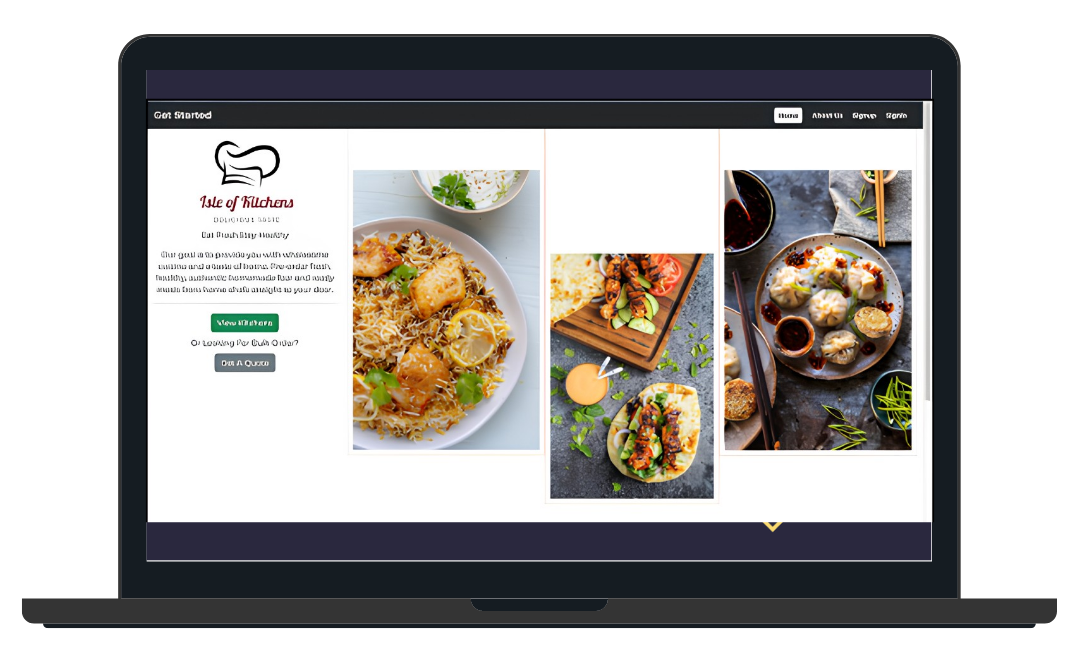 Get Started
Home About Us Signup Signin
Isle of Kitchens
DELICIOUS TASTE
Eat Fresh Stay Healthy
Our goal is to provide you with wholesome
cuisine and a taste of home. Pre-order fresh,
healthy, authentic homemade fare and ready
meals from home chefs straight to your door.
View Kitchens
Or Looking For Bulk Order?
Get A Quote